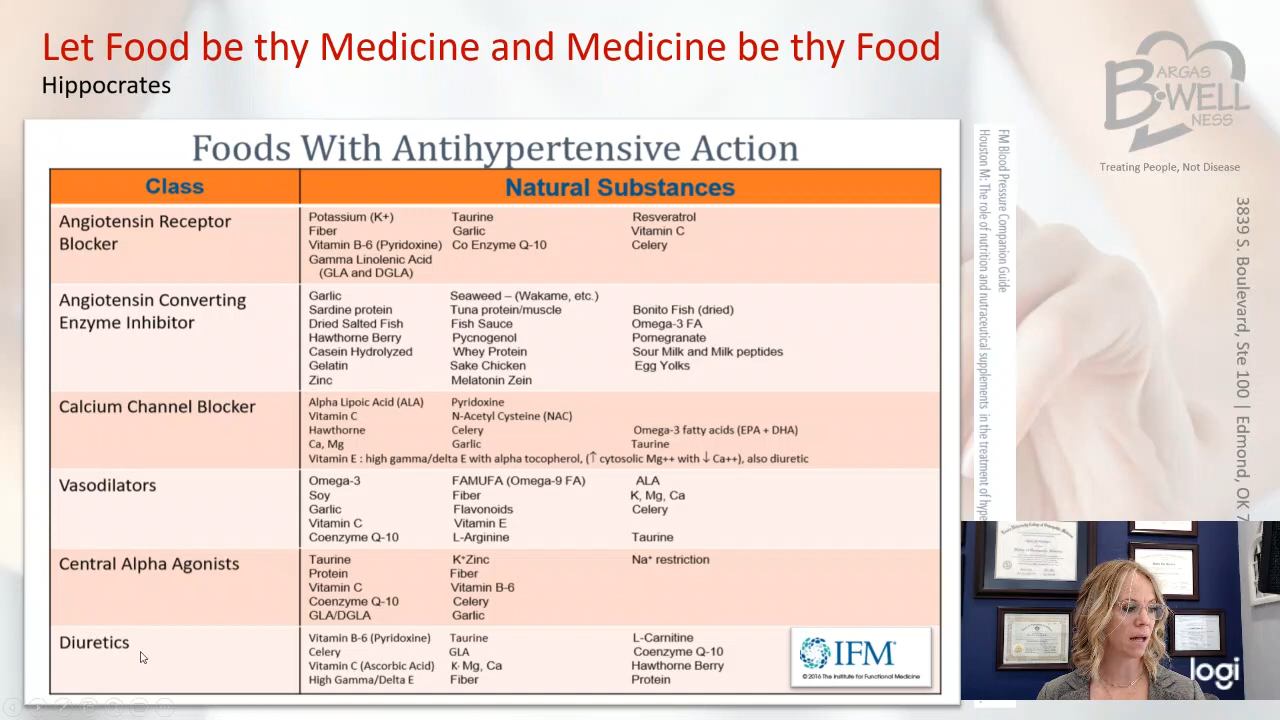 Let Food be thy Medicine and Medicine be thy Food
Hippocrates
BARGAS
WELL
NESS
Treating People, Not Disease
3839 S. Boulevard, Ste 100 | Edmond, OK 7
FM Blood Pressure Companion Guide
Houston M: The role of nutrition and nutraceutical supplements in the treatment of hype
Foods With Antihypertensive Action
Class Natural Substances
Angiotensin Receptor
Blocker
Potassium (K+) Taurine Resveratrol
Fiber Garlic Vitamin C
Vitamin B-6 (Pyridoxine) Co Enzyme Q-10 Celery
Gamma Linolenic Acid
(GLA and DGLA)
Angiotensin Converting
Enzyme Inhibitor
Garlic Seaweed – (Wakame, etc.)
Sardine protein Tuna protein/muscle Bonito Fish (dried)
Dried Salted Fish Fish Sauce Omega-3 FA
Hawthorne Berry Pycnogenol Pomegranate
Casein Hydrolyzed Whey Protein Sour Milk and Milk peptides
Gelatin Sake Chicken Egg Yolks
Zinc Melatonin Zein
Calcium Channel Blocker
Alpha Lipoic Acid (ALA) Pyridoxine
Vitamin C N-Acetyl Cysteine (NAC)
Hawthorne Celery Omega-3 fatty acids (EPA + DHA)
Ca, Mg Garlic Taurine
Vitamin E : high gamma/delta E with alpha tocopherol, (↑ cytosolic Mg++ with ↓ Ca++), also diuretic
Vasodilators
Omega-3 FAMUFA (Omega-9 FA) ALA
Soy Fiber K, Mg, Ca
Garlic Flavonoids Celery
Vitamin C Vitamin E
Coenzyme Q-10 L-Arginine Taurine
Central Alpha Agonists
Taurine K⁺Zinc Na⁺ restriction
Protein Fiber
Vitamin C Vitamin B-6
Coenzyme Q-10 Celery
GLA/DGLA Garlic
Diuretics
Vitamin B-6 (Pyridoxine) Taurine L-Carnitine
Celery GLA Coenzyme Q-10
Vitamin C (Ascorbic Acid) K· Mg, Ca Hawthorne Berry
High Gamma/Delta E Fiber Protein
IFM
© 2016 The Institute for Functional Medicine
logi